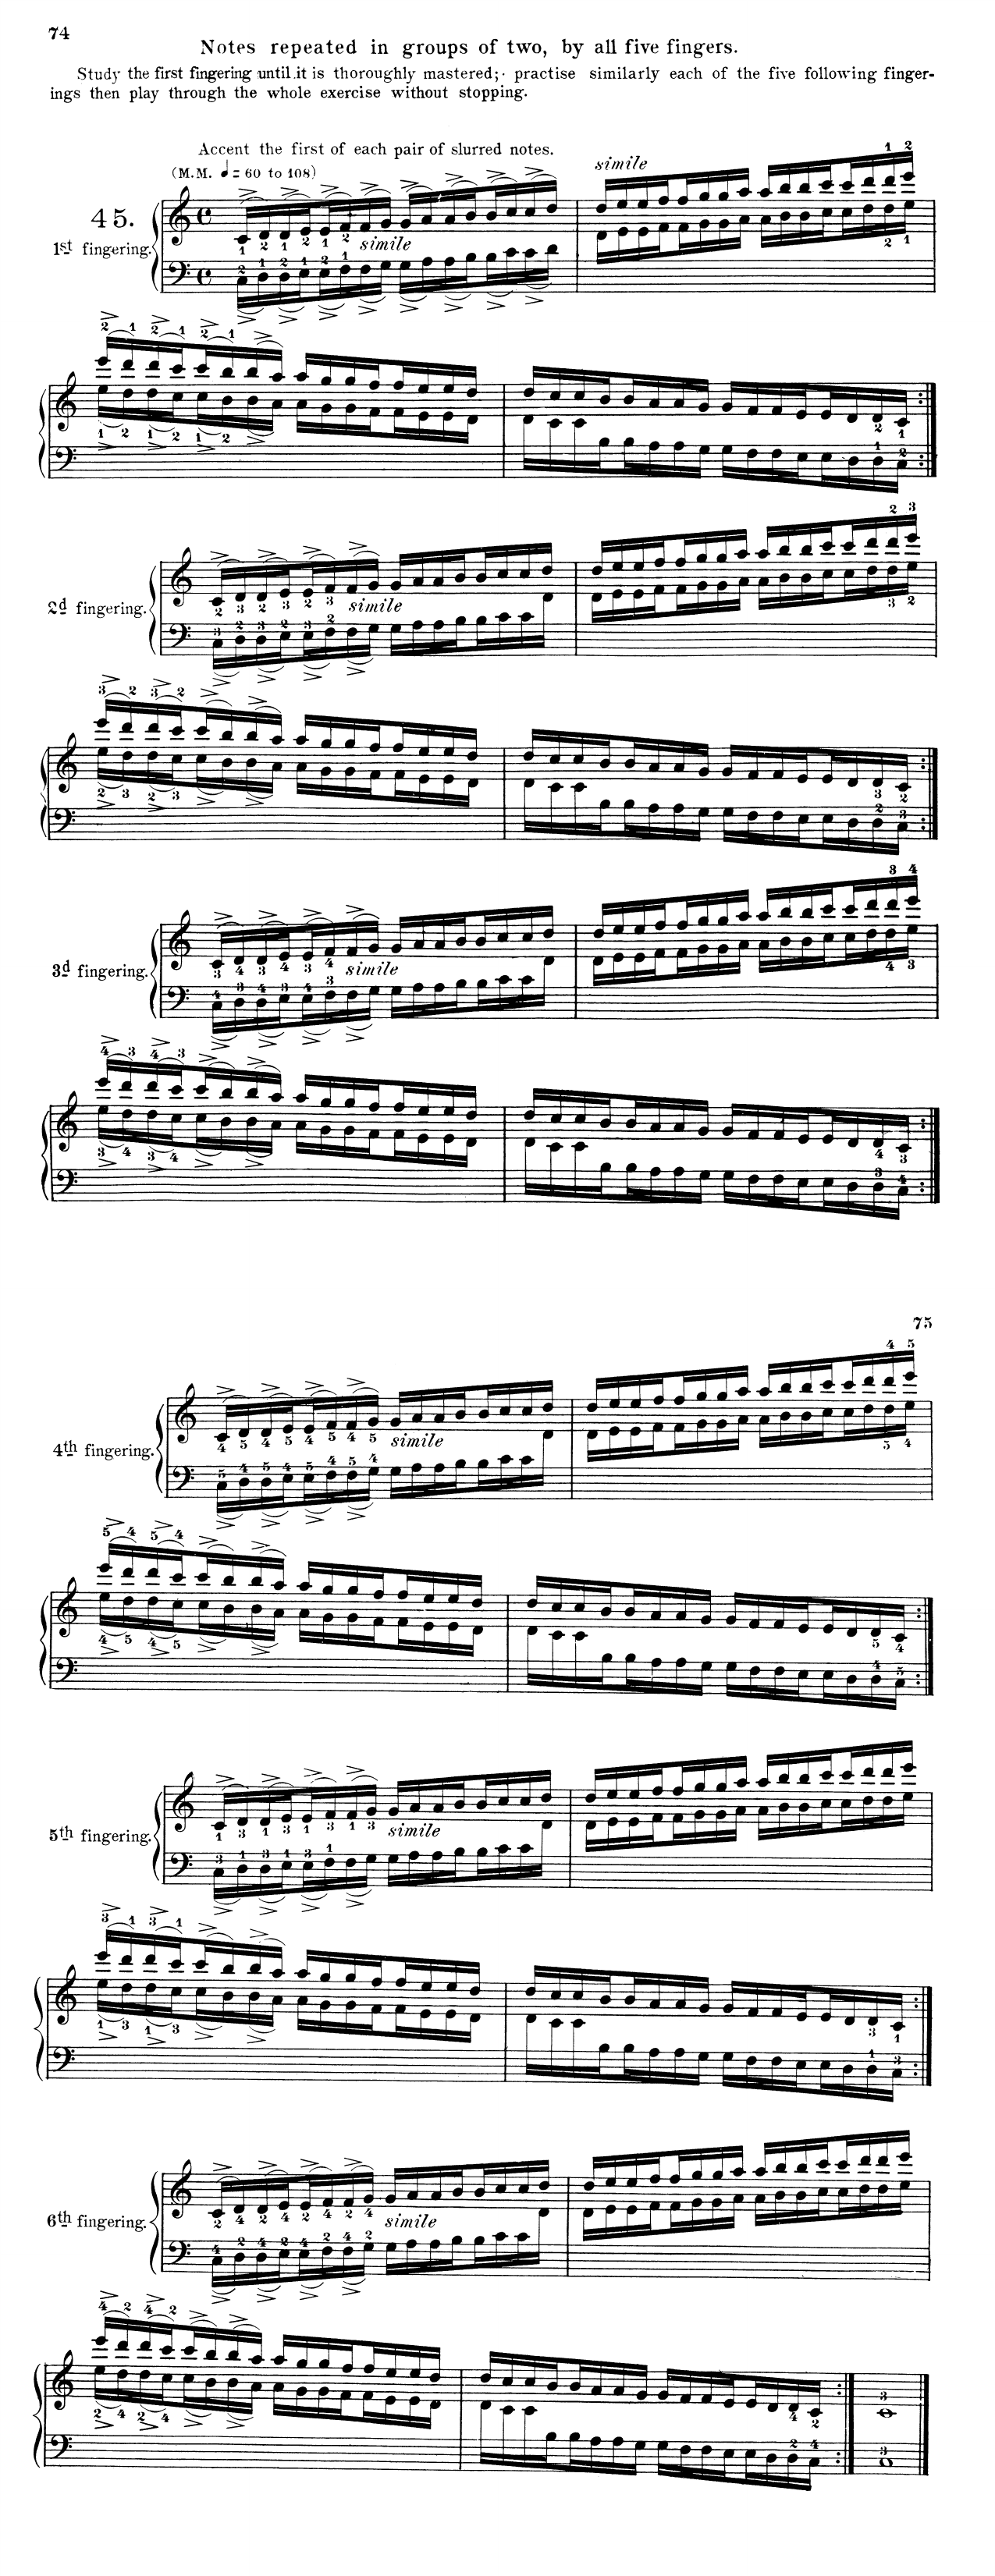 74
Notes repeated in groups of two, by all five fingers.
Study the first fingering until it is thoroughly mastered; practise similarly each of the five following finger-
ings then play through the whole exercise without stopping.
Accent the first of each pair of slurred notes.
(M.M. ♩ = 60 to 108)
simile
45.
1st fingering.
simile
2d fingering.
simile
3d fingering.
simile
75
4th fingering.
simile
5th fingering.
simile
6th fingering.
simile